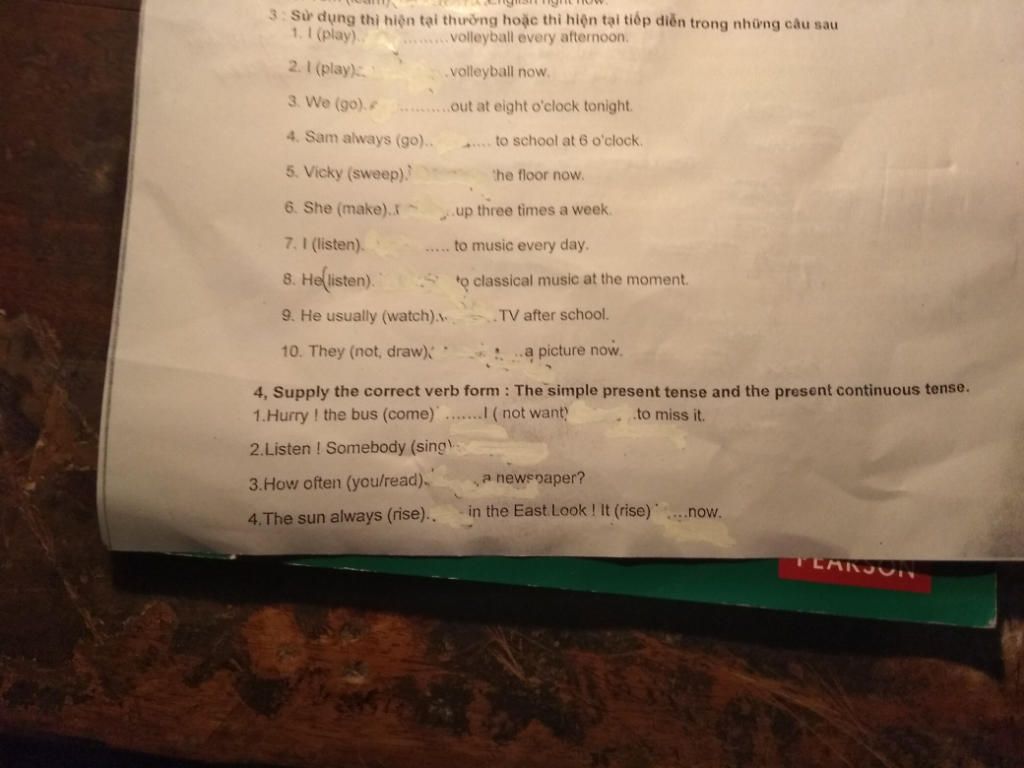 English right now.
3 : Sử dụng thì hiện tại thường hoặc thì hiện tại tiếp diễn trong những câu sau
1. I (play).. .........volleyball every afternoon.
2. I (play). .volleyball now.
3. We (go). ..........out at eight o'clock tonight.
4. Sam always (go).. .... to school at 6 o'clock.
5. Vicky (sweep). the floor now.
6. She (make).. ..up three times a week.
7. I (listen). ..... to music every day.
8. He(listen). to classical music at the moment.
9. He usually (watch). .TV after school.
10. They (not, draw) ..a picture now.
4, Supply the correct verb form : The simple present tense and the present continuous tense.
1.Hurry ! the bus (come) .......I ( not want) .to miss it.
2.Listen ! Somebody (sing)
3.How often (you/read). a newspaper?
4.The sun always (rise).. in the East.Look ! It (rise) ....now.
PEARSON